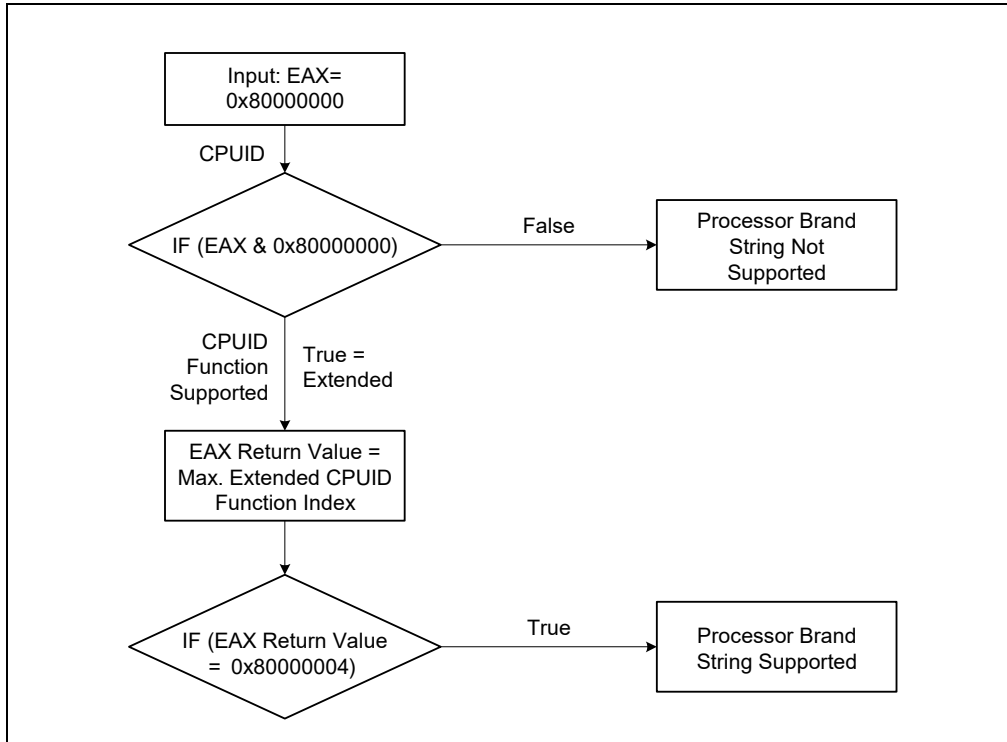 Input: EAX=
0x80000000
CPUID
IF (EAX & 0x80000000)
False
Processor Brand
String Not
Supported
CPUID
Function
Supported
True =
Extended
EAX Return Value =
Max. Extended CPUID
Function Index
IF (EAX Return Value
= 0x80000004)
True
Processor Brand
String Supported